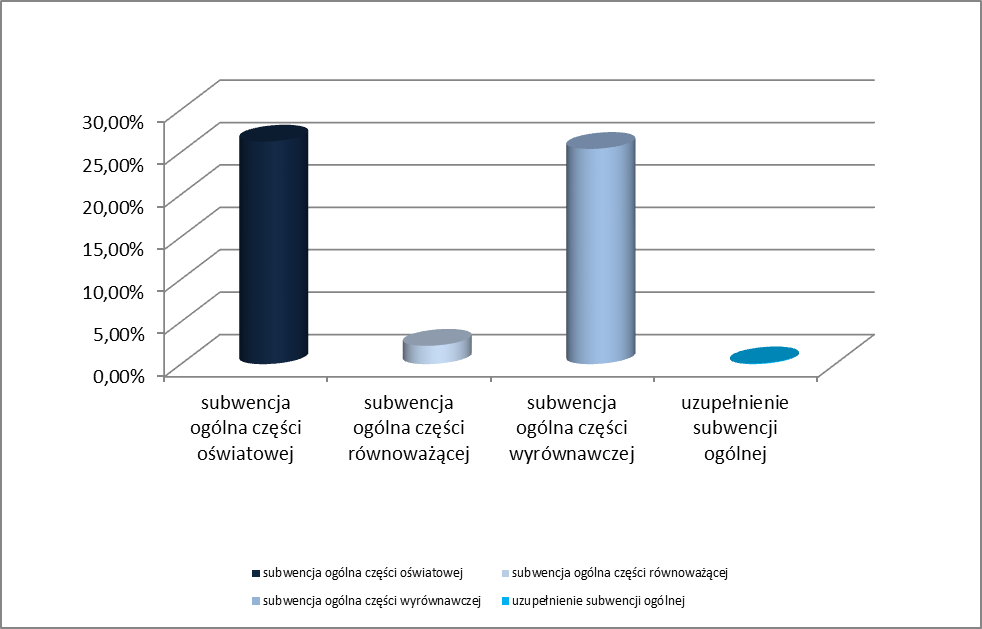 30,00%
25,00%
20,00%
15,00%
10,00%
5,00%
0,00%
subwencja
ogólna części
oświatowej
subwencja
ogólna części
równoważącej
subwencja
ogólna części
wyrównawczej
uzupełnienie
subwencji
ogólnej
subwencja ogólna części oświatowej
subwencja ogólna części równoważącej
subwencja ogólna części wyrównawczej
uzupełnienie subwencji ogólnej